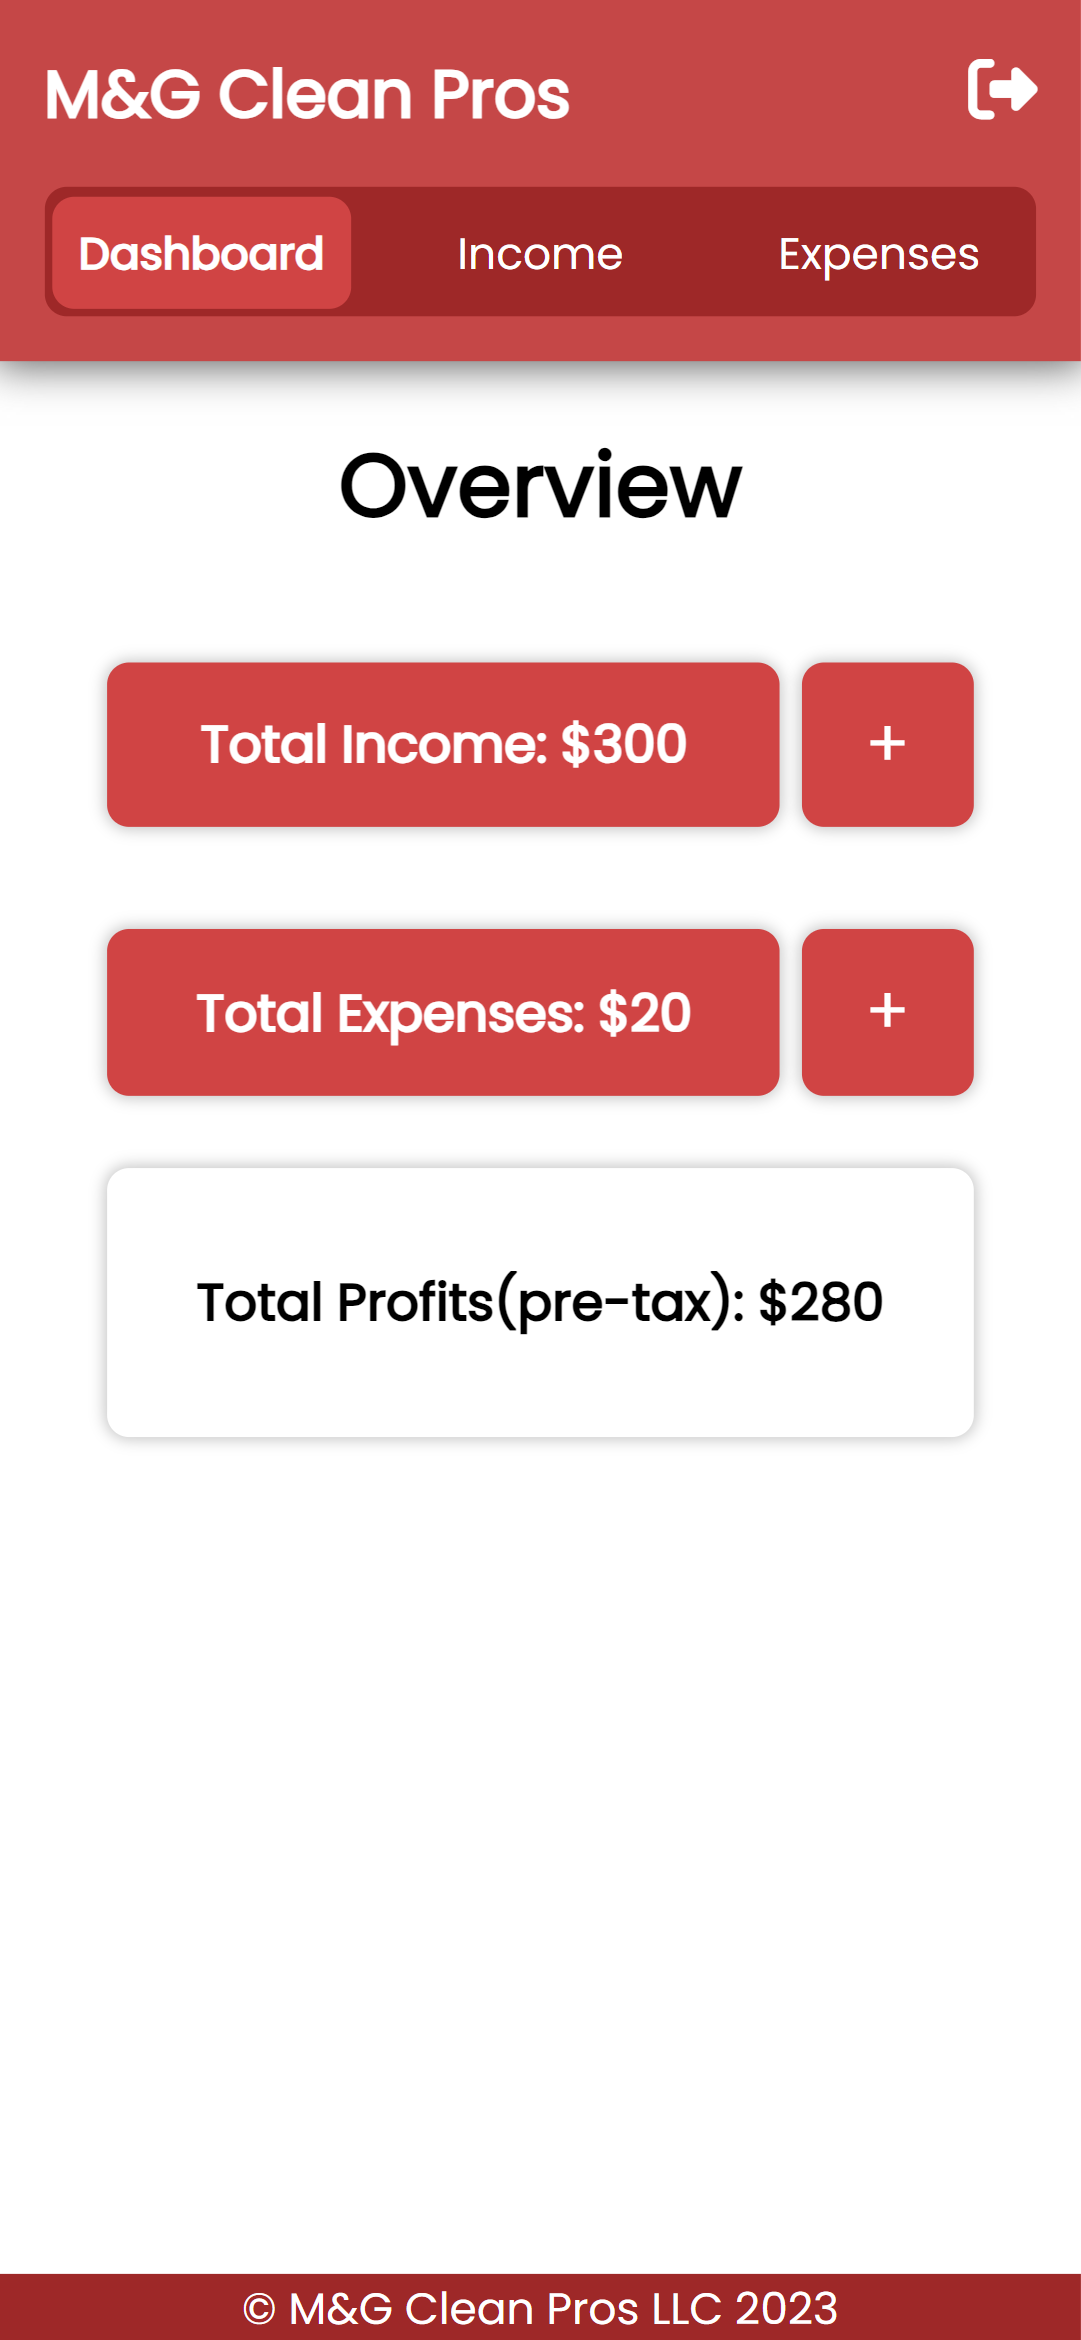 M&G Clean Pros
Dashboard Income Expenses
Overview
Total Income: $300 +
Total Expenses: $20 +
Total Profits(pre-tax): $280
© M&G Clean Pros LLC 2023